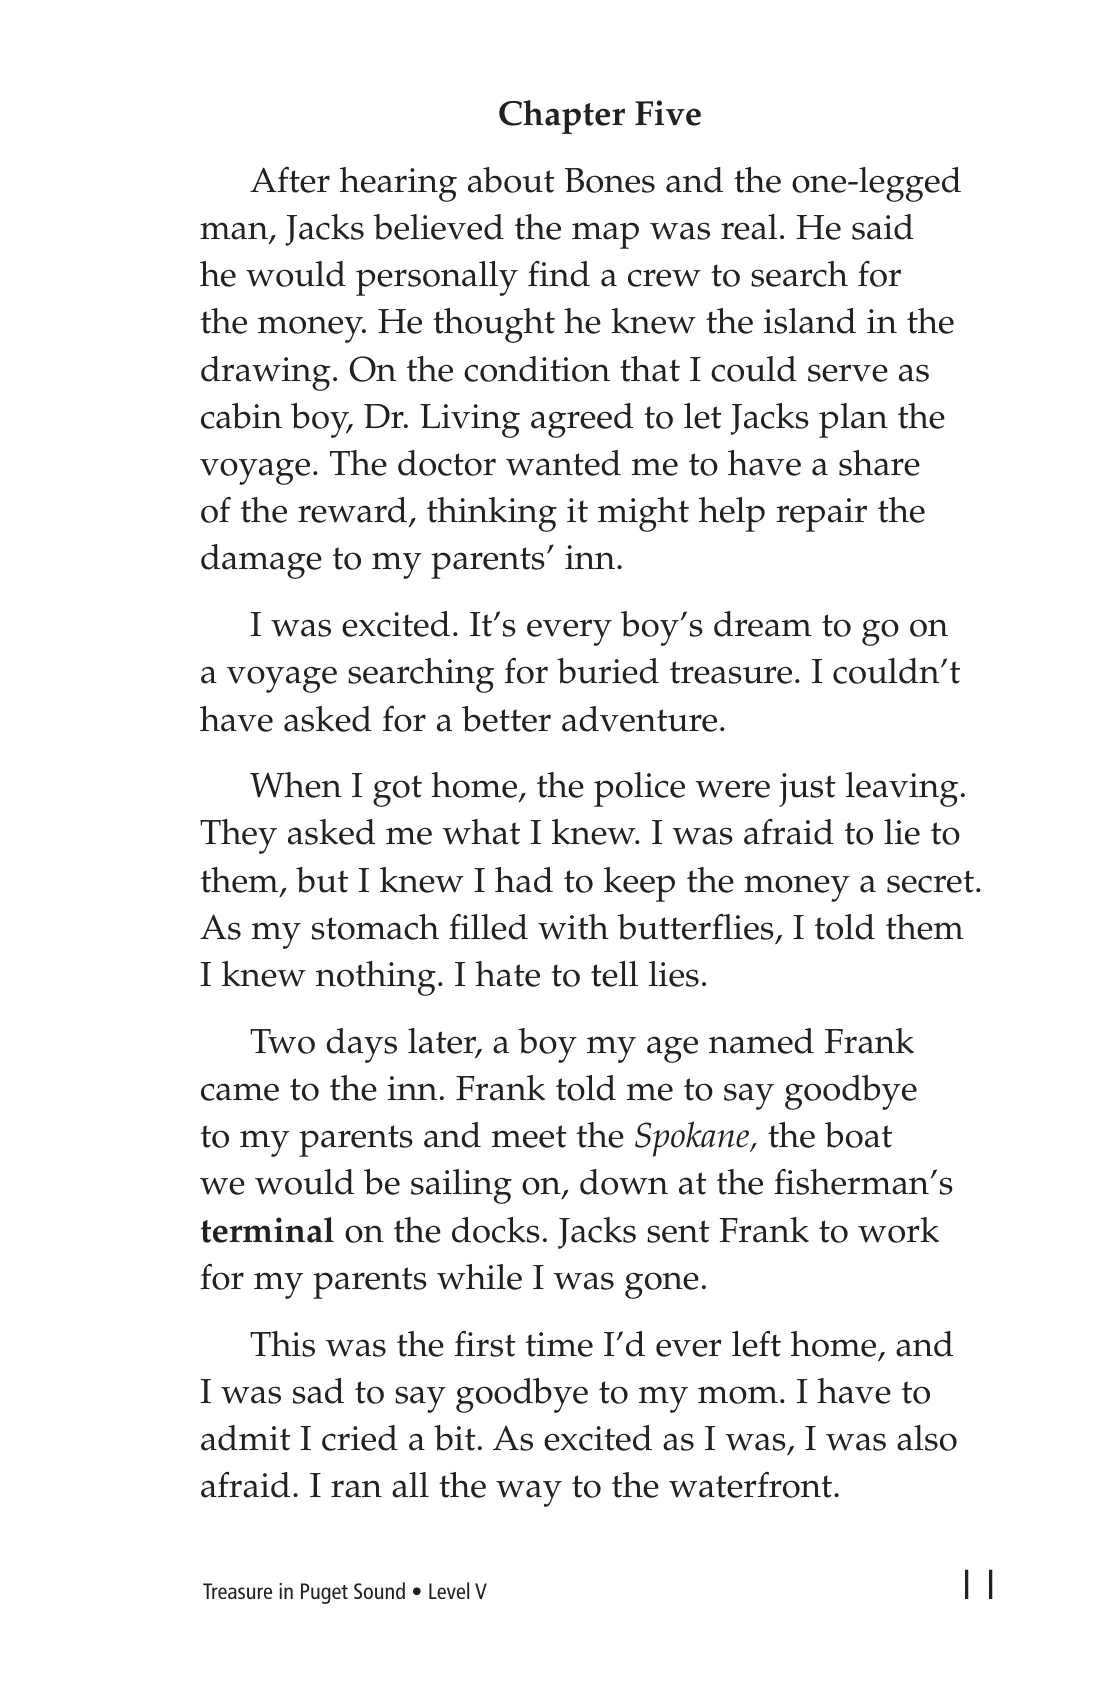 Chapter Five
After hearing about Bones and the one-legged
man, Jacks believed the map was real. He said
he would personally find a crew to search for
the money. He thought he knew the island in the
drawing. On the condition that I could serve as
cabin boy, Dr. Living agreed to let Jacks plan the
voyage. The doctor wanted me to have a share
of the reward, thinking it might help repair the
damage to my parents’ inn.
I was excited. It’s every boy’s dream to go on
a voyage searching for buried treasure. I couldn’t
have asked for a better adventure.
When I got home, the police were just leaving.
They asked me what I knew. I was afraid to lie to
them, but I knew I had to keep the money a secret.
As my stomach filled with butterflies, I told them
I knew nothing. I hate to tell lies.
Two days later, a boy my age named Frank
came to the inn. Frank told me to say goodbye
to my parents and meet the Spokane, the boat
we would be sailing on, down at the fisherman’s
terminal on the docks. Jacks sent Frank to work
for my parents while I was gone.
This was the first time I’d ever left home, and
I was sad to say goodbye to my mom. I have to
admit I cried a bit. As excited as I was, I was also
afraid. I ran all the way to the waterfront.
Treasure in Puget Sound • Level V
11